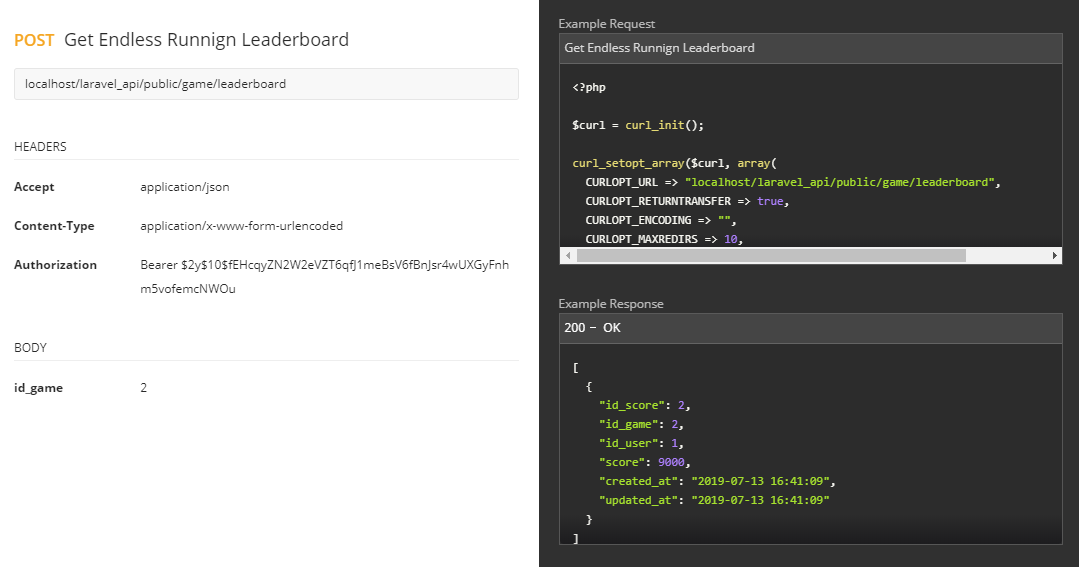 POST Get Endless Runnign Leaderboard
localhost/laravel_api/public/game/leaderboard
HEADERS
Accept application/json
Content-Type application/x-www-form-urlencoded
Authorization Bearer $2y$10$fEHcqyZN2W2eVZT6qfJ1meBsV6fBnJsr4wUXGyFnh
m5vofemcNWOu
BODY
id_game 2
Example Request
Get Endless Runnign Leaderboard
<?php
$curl = curl_init();
curl_setopt_array($curl, array(
CURLOPT_URL => "localhost/laravel_api/public/game/leaderboard",
CURLOPT_RETURNTRANSFER => true,
CURLOPT_ENCODING => "",
CURLOPT_MAXREDIRS => 10,
Example Response
200 − OK
[
{
"id_score": 2,
"id_game": 2,
"id_user": 1,
"score": 9000,
"created_at": "2019-07-13 16:41:09",
"updated_at": "2019-07-13 16:41:09"
}
]